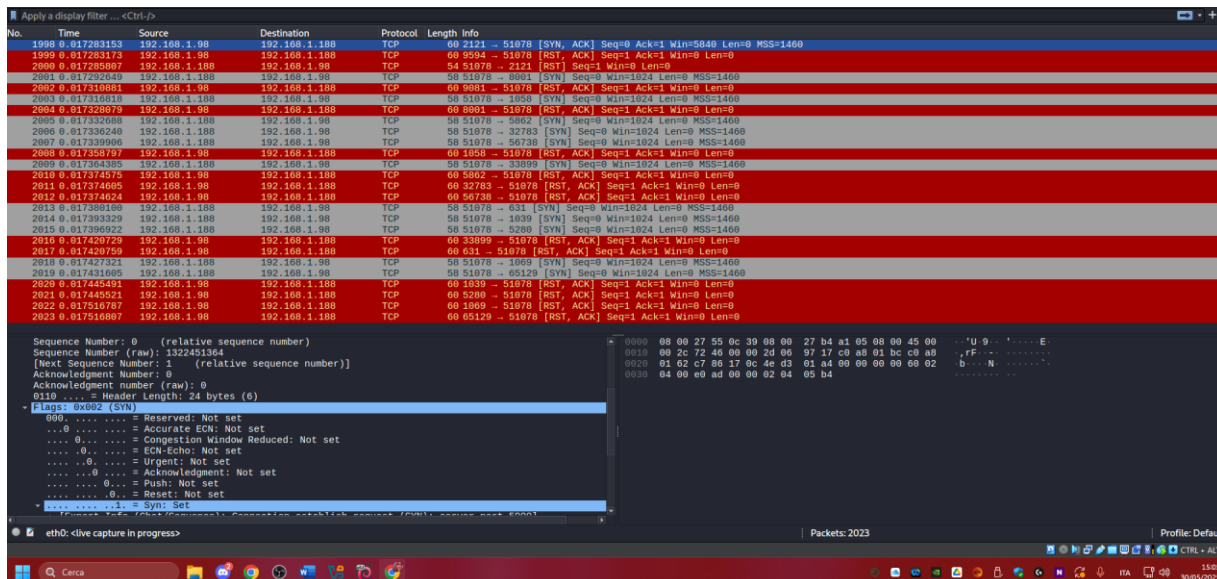 Apply a display filter ... <Ctrl-/>
No. Time Source Destination Protocol Length Info
1998 0.017283153 192.168.1.98 192.168.1.188 TCP 60 2121 → 51078 [SYN, ACK] Seq=0 Ack=1 Win=5840 Len=0 MSS=1460
1999 0.017283173 192.168.1.98 192.168.1.188 TCP 60 9594 → 51078 [RST, ACK] Seq=1 Ack=1 Win=0 Len=0
2000 0.017285807 192.168.1.188 192.168.1.98 TCP 54 51078 → 2121 [RST] Seq=1 Win=0 Len=0
2001 0.017292649 192.168.1.188 192.168.1.98 TCP 58 51078 → 8001 [SYN] Seq=0 Win=1024 Len=0 MSS=1460
2002 0.017310881 192.168.1.98 192.168.1.188 TCP 60 9081 → 51078 [RST, ACK] Seq=1 Ack=1 Win=0 Len=0
2003 0.017316818 192.168.1.188 192.168.1.98 TCP 58 51078 → 1058 [SYN] Seq=0 Win=1024 Len=0 MSS=1460
2004 0.017328079 192.168.1.98 192.168.1.188 TCP 60 8001 → 51078 [RST, ACK] Seq=1 Ack=1 Win=0 Len=0
2005 0.017332688 192.168.1.188 192.168.1.98 TCP 58 51078 → 5862 [SYN] Seq=0 Win=1024 Len=0 MSS=1460
2006 0.017336240 192.168.1.188 192.168.1.98 TCP 58 51078 → 32783 [SYN] Seq=0 Win=1024 Len=0 MSS=1460
2007 0.017339906 192.168.1.188 192.168.1.98 TCP 58 51078 → 56738 [SYN] Seq=0 Win=1024 Len=0 MSS=1460
2008 0.017358797 192.168.1.98 192.168.1.188 TCP 60 1058 → 51078 [RST, ACK] Seq=1 Ack=1 Win=0 Len=0
2009 0.017364385 192.168.1.188 192.168.1.98 TCP 58 51078 → 33899 [SYN] Seq=0 Win=1024 Len=0 MSS=1460
2010 0.017374575 192.168.1.98 192.168.1.188 TCP 60 5862 → 51078 [RST, ACK] Seq=1 Ack=1 Win=0 Len=0
2011 0.017374605 192.168.1.98 192.168.1.188 TCP 60 32783 → 51078 [RST, ACK] Seq=1 Ack=1 Win=0 Len=0
2012 0.017374624 192.168.1.98 192.168.1.188 TCP 60 56738 → 51078 [RST, ACK] Seq=1 Ack=1 Win=0 Len=0
2013 0.017380100 192.168.1.188 192.168.1.98 TCP 58 51078 → 631 [SYN] Seq=0 Win=1024 Len=0 MSS=1460
2014 0.017393329 192.168.1.188 192.168.1.98 TCP 58 51078 → 1039 [SYN] Seq=0 Win=1024 Len=0 MSS=1460
2015 0.017396922 192.168.1.188 192.168.1.98 TCP 58 51078 → 5280 [SYN] Seq=0 Win=1024 Len=0 MSS=1460
2016 0.017420729 192.168.1.98 192.168.1.188 TCP 60 33899 → 51078 [RST, ACK] Seq=1 Ack=1 Win=0 Len=0
2017 0.017420759 192.168.1.98 192.168.1.188 TCP 60 631 → 51078 [RST, ACK] Seq=1 Ack=1 Win=0 Len=0
2018 0.017427321 192.168.1.188 192.168.1.98 TCP 58 51078 → 1069 [SYN] Seq=0 Win=1024 Len=0 MSS=1460
2019 0.017431605 192.168.1.188 192.168.1.98 TCP 58 51078 → 65129 [SYN] Seq=0 Win=1024 Len=0 MSS=1460
2020 0.017445491 192.168.1.98 192.168.1.188 TCP 60 1039 → 51078 [RST, ACK] Seq=1 Ack=1 Win=0 Len=0
2021 0.017445521 192.168.1.98 192.168.1.188 TCP 60 5280 → 51078 [RST, ACK] Seq=1 Ack=1 Win=0 Len=0
2022 0.017516787 192.168.1.98 192.168.1.188 TCP 60 1069 → 51078 [RST, ACK] Seq=1 Ack=1 Win=0 Len=0
2023 0.017516807 192.168.1.98 192.168.1.188 TCP 60 65129 → 51078 [RST, ACK] Seq=1 Ack=1 Win=0 Len=0
Sequence Number: 0 (relative sequence number)
Sequence Number (raw): 1322451364
[Next Sequence Number: 1 (relative sequence number)]
Acknowledgment Number: 0
Acknowledgment number (raw): 0
0110 .... = Header Length: 24 bytes (6)
Flags: 0x002 (SYN)
000. .... .... = Reserved: Not set
...0 .... .... = Accurate ECN: Not set
.... 0... .... = Congestion Window Reduced: Not set
.... .0.. .... = ECN-Echo: Not set
.... ..0. .... = Urgent: Not set
.... ...0 .... = Acknowledgment: Not set
.... .... 0... = Push: Not set
.... .... .0.. = Reset: Not set
.... .... ..1. = Syn: Set
0000 08 00 27 55 0c 39 08 00 27 b4 a1 05 08 00 45 00 ··'U·9·· '·····E·
0010 00 2c 72 46 00 00 2d 06 97 17 c0 a8 01 bc c0 a8 ·,rF··-· ········
0020 01 62 c7 86 17 0c 4e d3 01 a4 00 00 00 00 60 02 ·b····N· ······`·
0030 04 00 e0 ad 00 00 02 04 05 b4 ········ ··
eth0: <live capture in progress>
Packets: 2023
Profile: Defau
CTRL + AL
Cerca
ITA
15:0
30/05/20